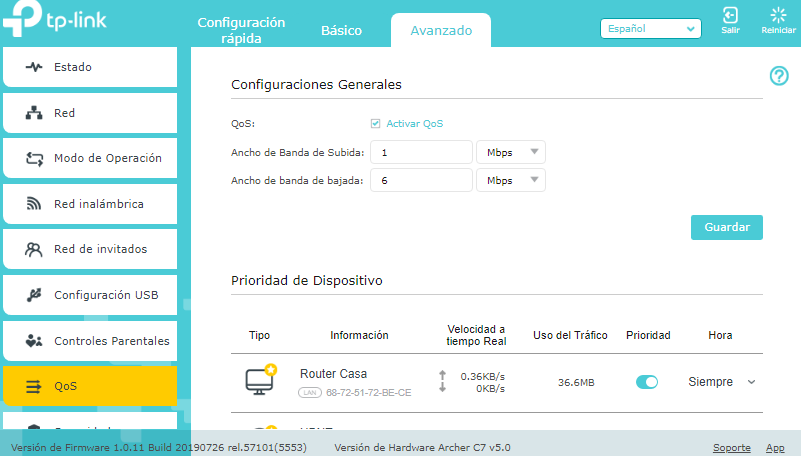 tp-link
Configuración rápida
Básico
Avanzado
Español
Salir
Reiniciar
Estado
Red
Modo de Operación
Red inalámbrica
Red de invitados
Configuración USB
Controles Parentales
QoS
Configuraciones Generales
QoS: Activar QoS
Ancho de Banda de Subida: 1 Mbps
Ancho de banda de bajada: 6 Mbps
Guardar
Prioridad de Dispositivo
Tipo Información Velocidad a tiempo Real Uso del Tráfico Prioridad Hora
Router Casa
LAN 68-72-51-72-BE-CE
0.36KB/s
0KB/s
36.6MB
Siempre
Versión de Firmware 1.0.11 Build 20190726 rel.57101(5553) Versión de Hardware Archer C7 v5.0 Soporte App